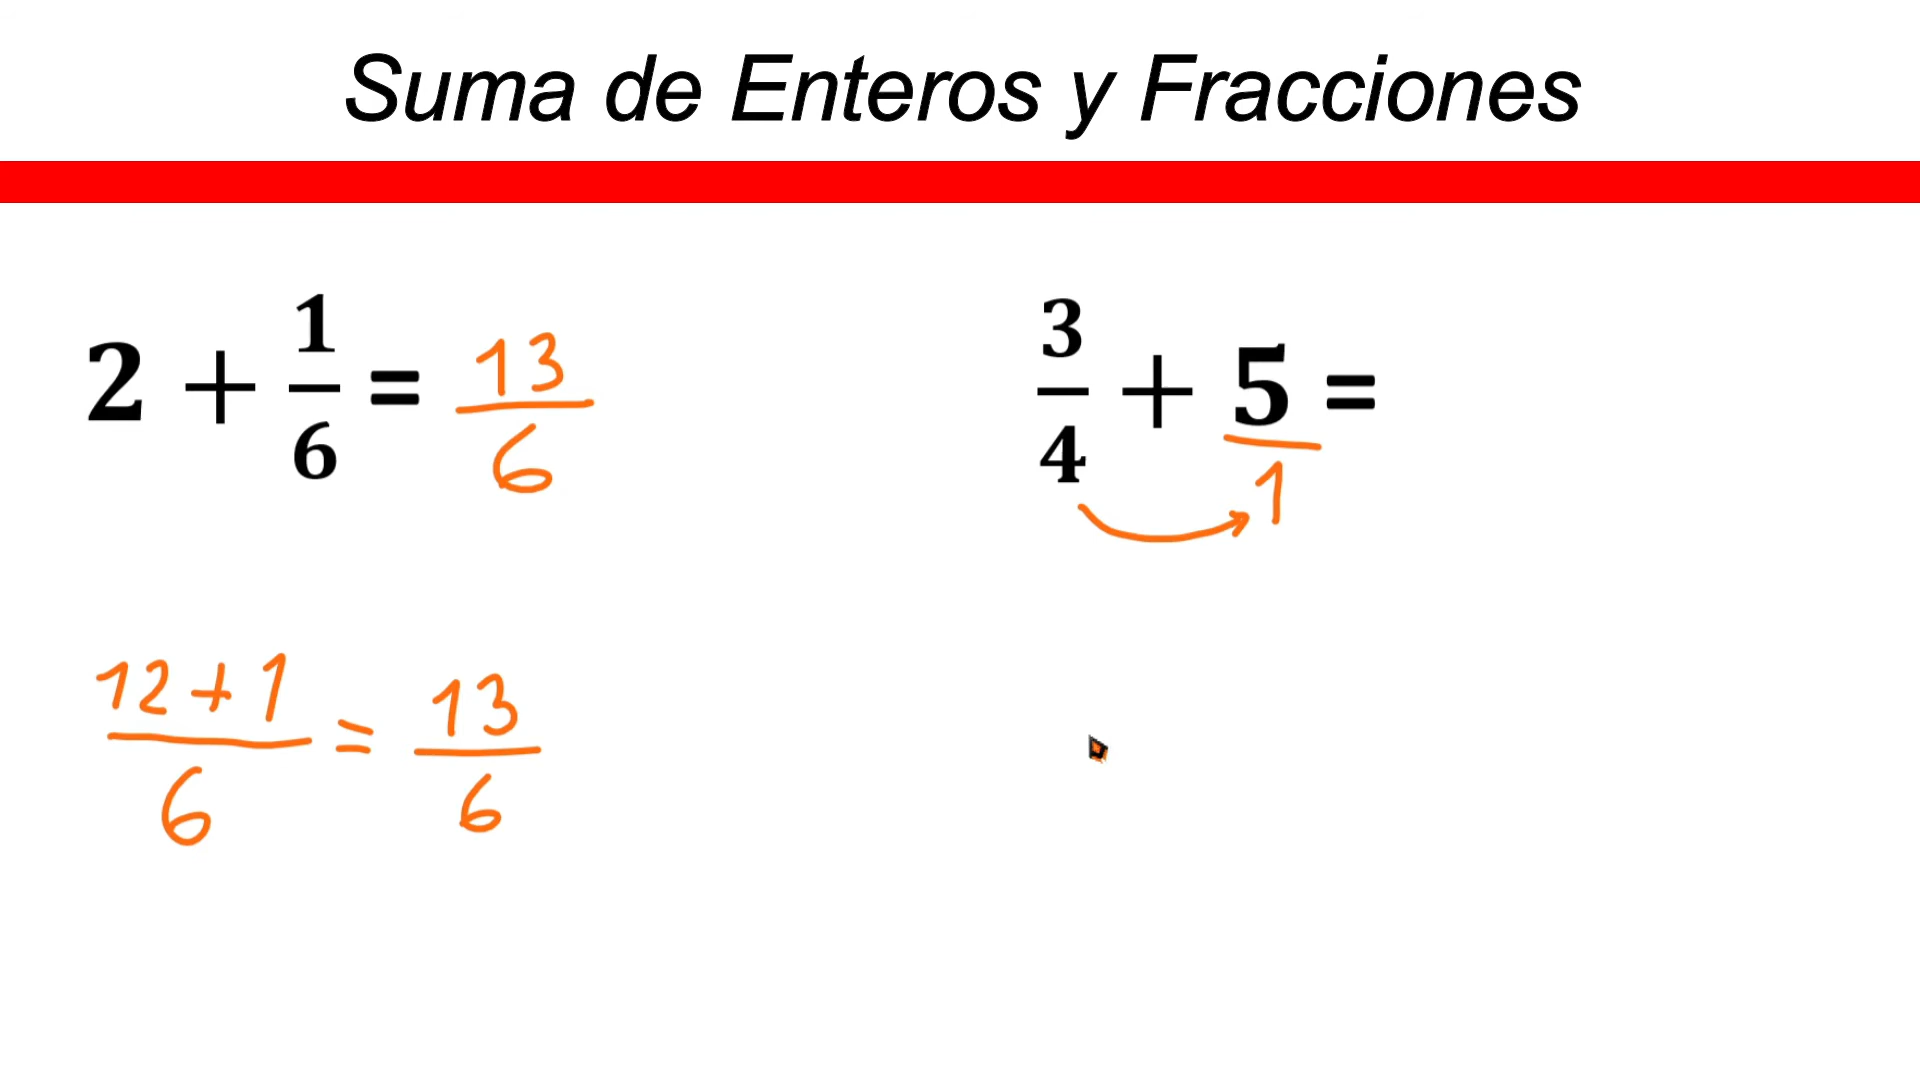 Suma de Enteros y Fracciones
2 + 1/6 = 13/6
12+1/6 = 13/6
3/4 + 5/1 =